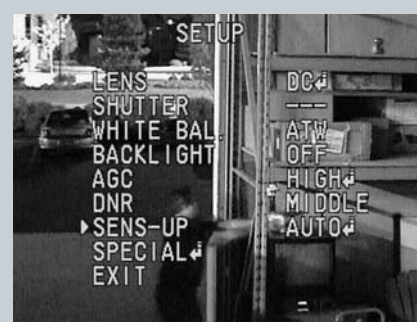 SETUP
LENS DC↲
SHUTTER ---
WHITE BAL. ATW
BACKLIGHT OFF
AGC HIGH↲
DNR MIDDLE
▶SENS-UP AUTO↲
SPECIAL↲
EXIT